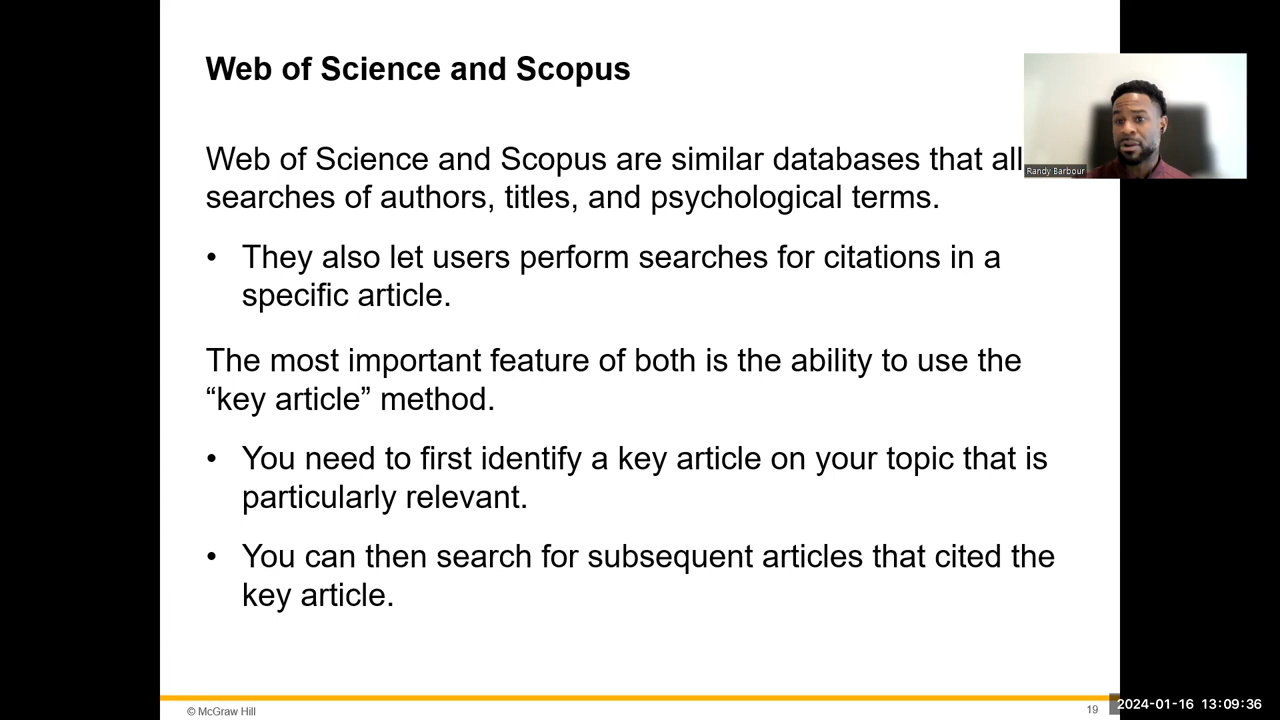 Web of Science and Scopus
Web of Science and Scopus are similar databases that all
searches of authors, titles, and psychological terms.
• They also let users perform searches for citations in a
specific article.
The most important feature of both is the ability to use the
“key article” method.
• You need to first identify a key article on your topic that is
particularly relevant.
• You can then search for subsequent articles that cited the
key article.
Randy Barbour
© McGraw Hill
19
2024-01-16 13:09:36